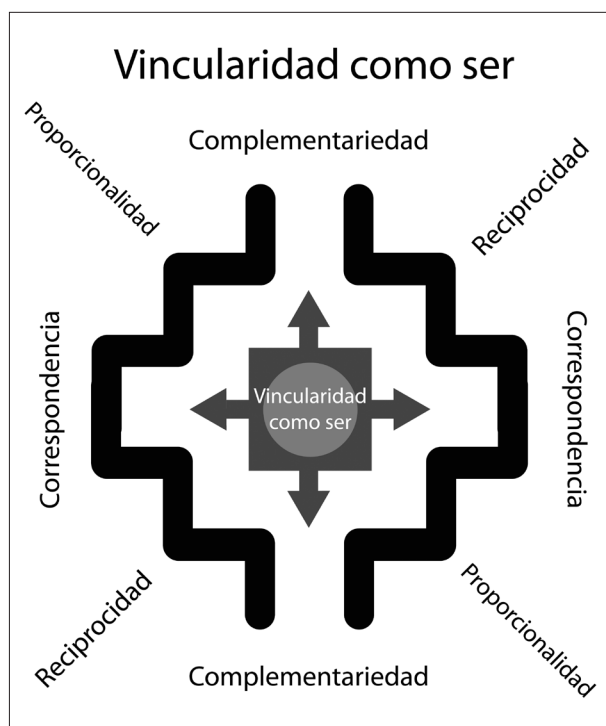 Vincularidad como ser
Complementariedad
Proporcionalidad
Reciprocidad
Correspondencia
Correspondencia
Vincularidad
como ser
Reciprocidad
Proporcionalidad
Complementariedad